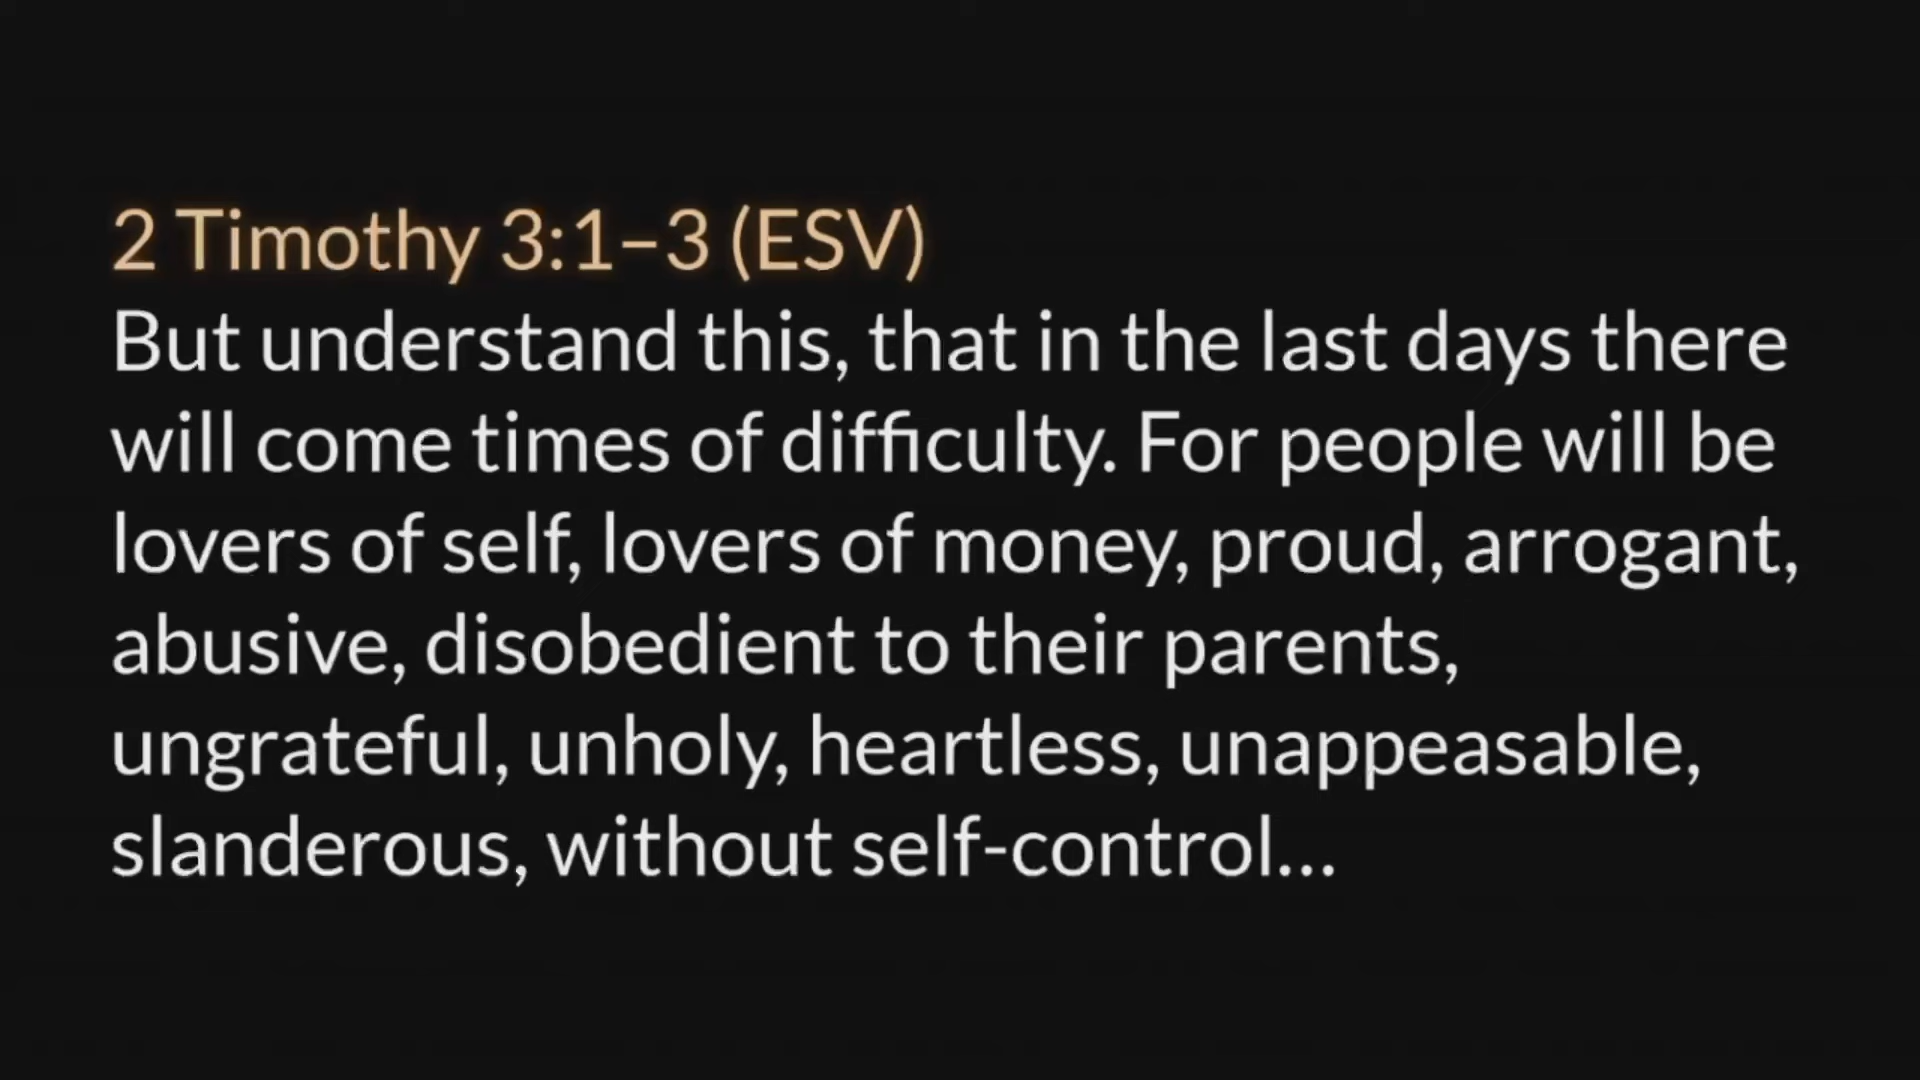 2 Timothy 3:1–3 (ESV)
But understand this, that in the last days there
will come times of difficulty. For people will be
lovers of self, lovers of money, proud, arrogant,
abusive, disobedient to their parents,
ungrateful, unholy, heartless, unappeasable,
slanderous, without self-control...